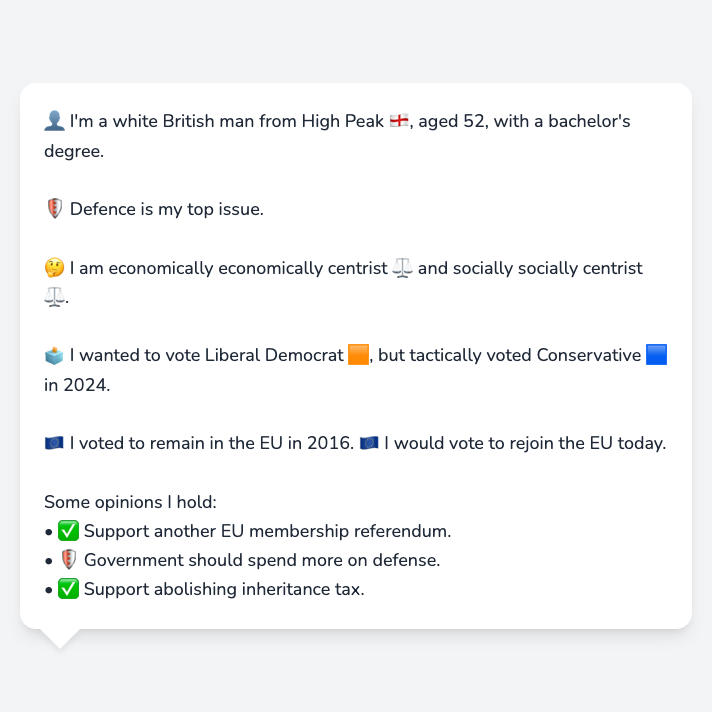 👤 I'm a white British man from High Peak 🏴󠁧󠁢󠁥󠁮󠁧󠁿, aged 52, with a bachelor's
degree.
🛡️ Defence is my top issue.
🤔 I am economically economically centrist ⚖️ and socially socially centrist
⚖️.
🗳️ I wanted to vote Liberal Democrat 🟧, but tactically voted Conservative 🟦
in 2024.
🇪🇺 I voted to remain in the EU in 2016. 🇪🇺 I would vote to rejoin the EU today.
Some opinions I hold:
• ✅ Support another EU membership referendum.
• 🛡️ Government should spend more on defense.
• ✅ Support abolishing inheritance tax.